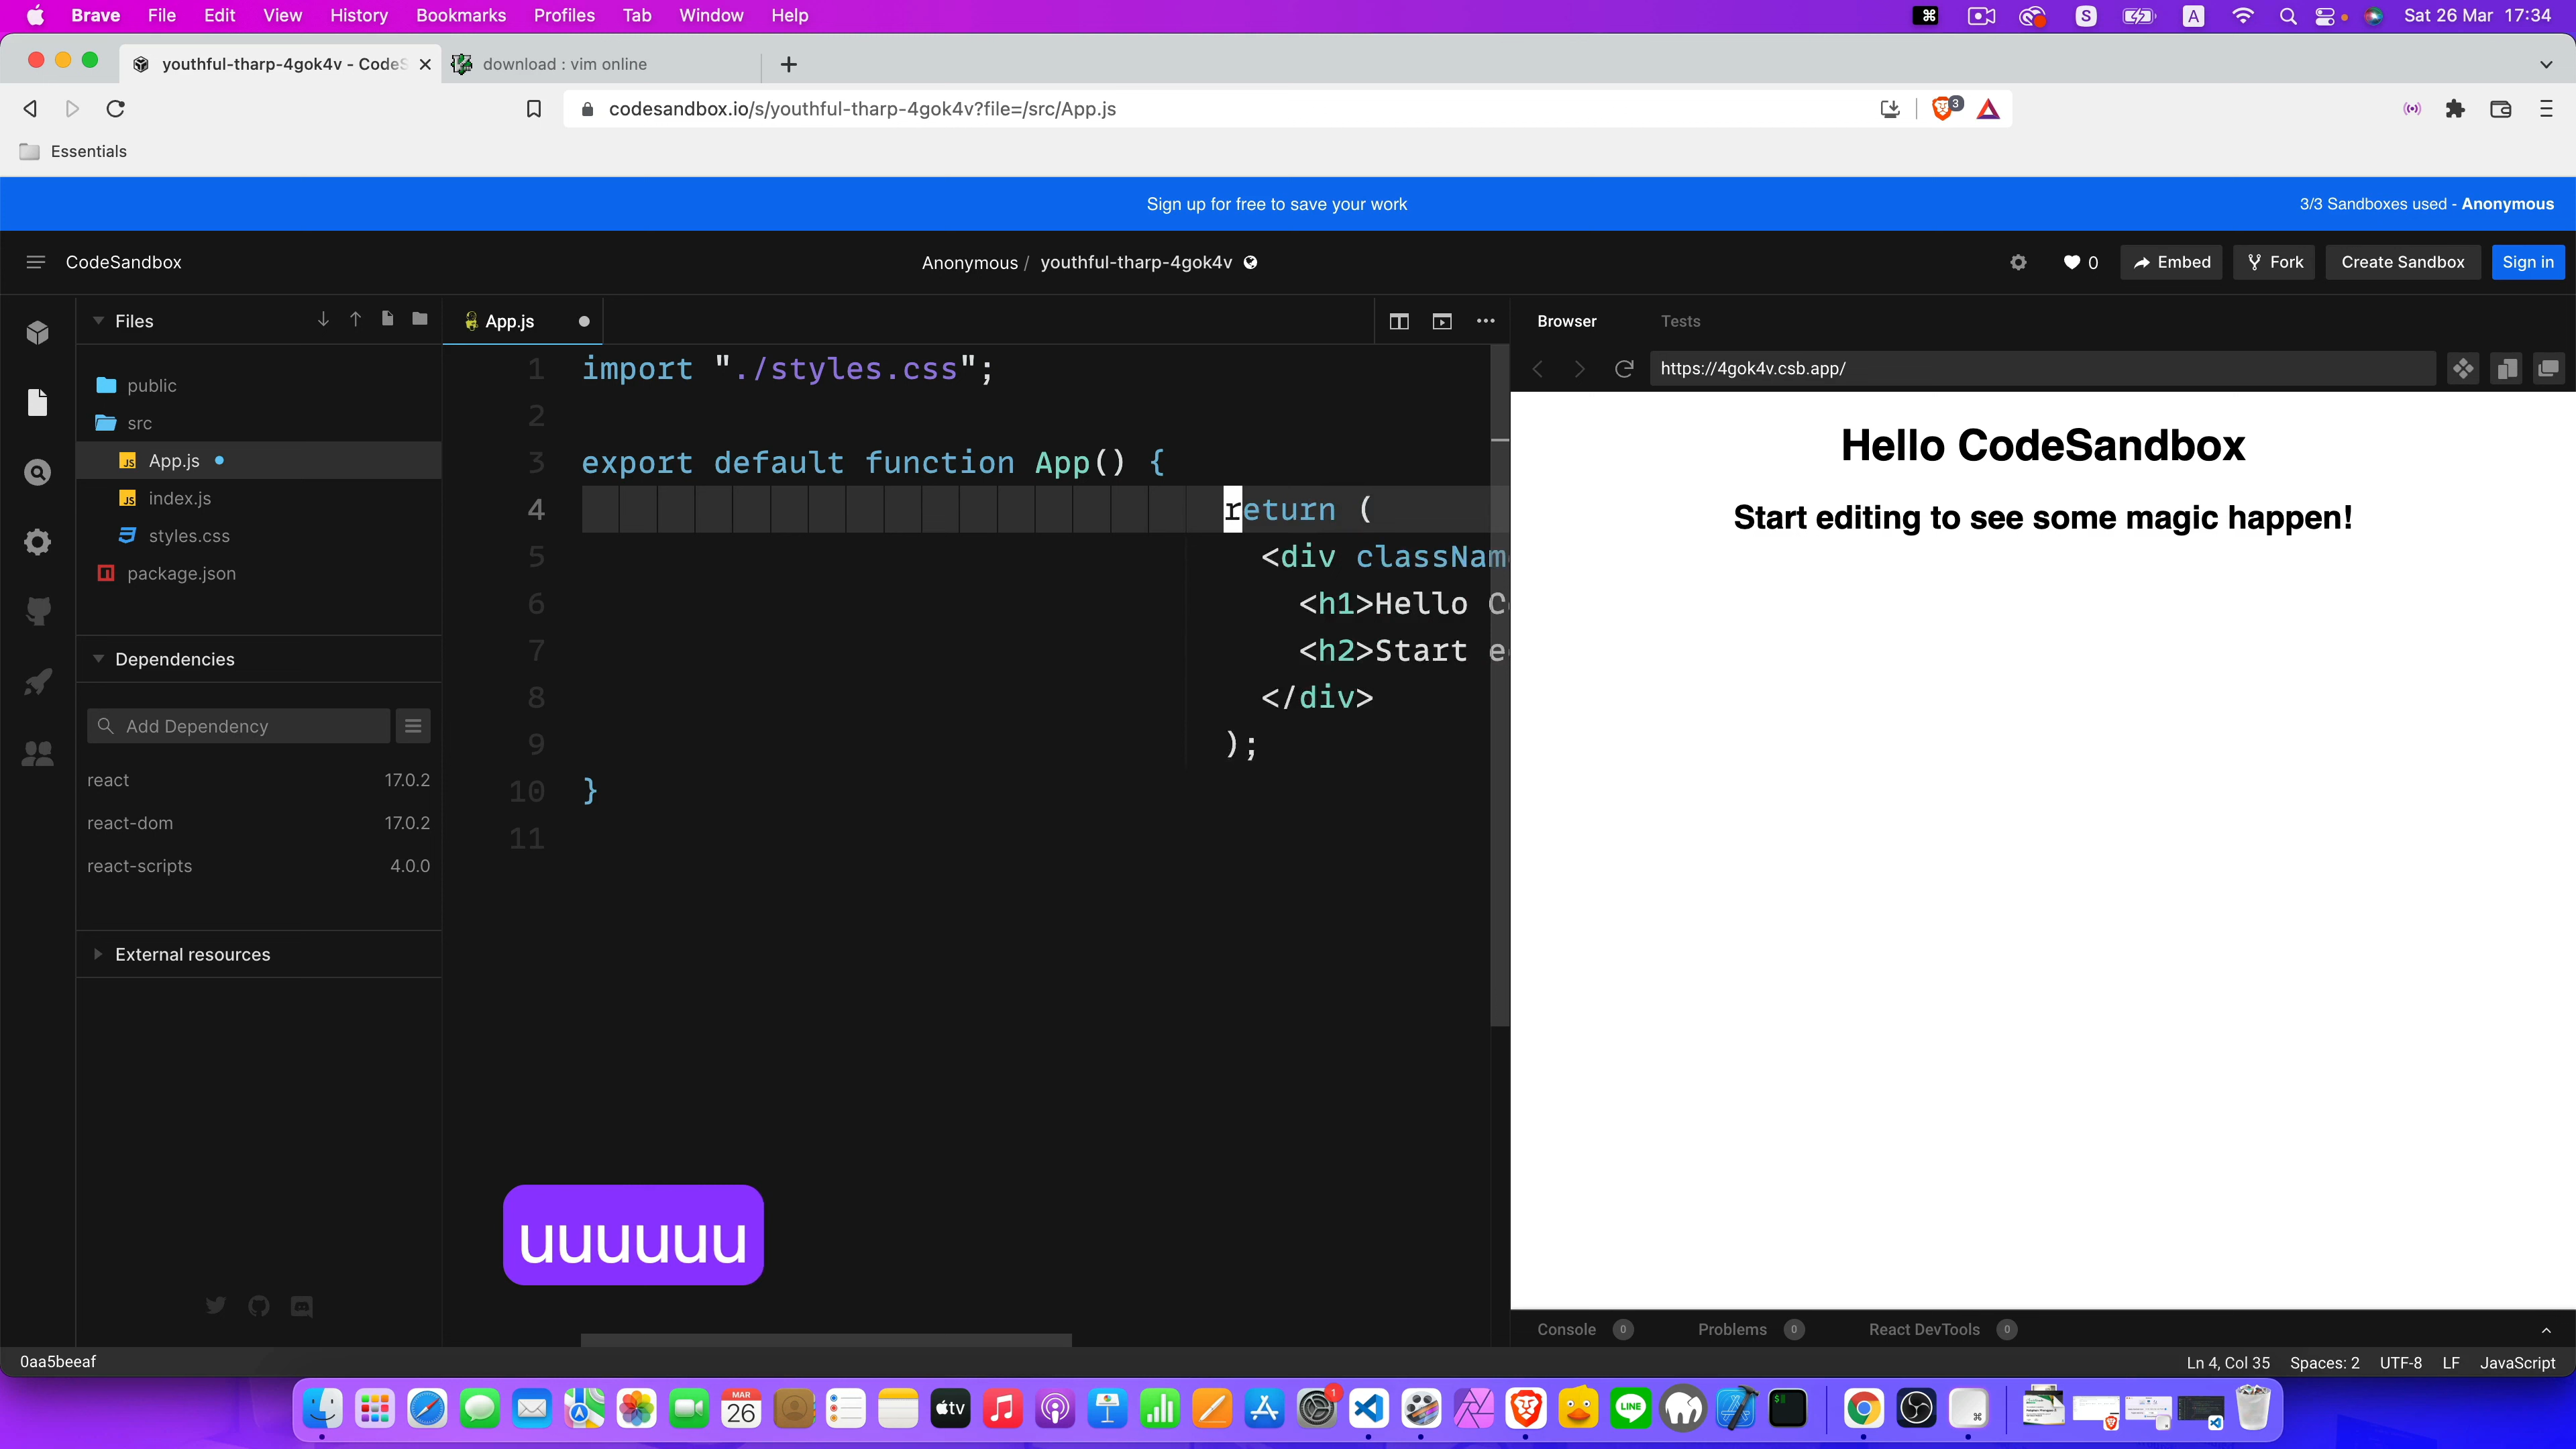 Brave File Edit View History Bookmarks Profiles Tab Window Help
⌘ S A Sat 26 Mar 17:34
youthful-tharp-4gok4v - CodeS
download : vim online
codesandbox.io/s/youthful-tharp-4gok4v?file=/src/App.js
3
Essentials
Sign up for free to save your work
3/3 Sandboxes used - Anonymous
CodeSandbox
Anonymous / youthful-tharp-4gok4v
0
Embed
Fork
Create Sandbox
Sign in
Files
App.js
Browser
Tests
https://4gok4v.csb.app/
public
src
JS App.js
JS index.js
styles.css
package.json
Dependencies
Add Dependency
react 17.0.2
react-dom 17.0.2
react-scripts 4.0.0
External resources
1 import "./styles.css";
2
3 export default function App() {
4 return (
5 <div classNam
6 <h1>Hello C
7 <h2>Start e
8 </div>
9 );
10 }
11
Hello CodeSandbox
Start editing to see some magic happen!
uuuuuu
Console 0
Problems 0
React DevTools 0
0aa5beeaf
Ln 4, Col 35 Spaces: 2 UTF-8 LF JavaScript
MAR
26
tv
1
LINE